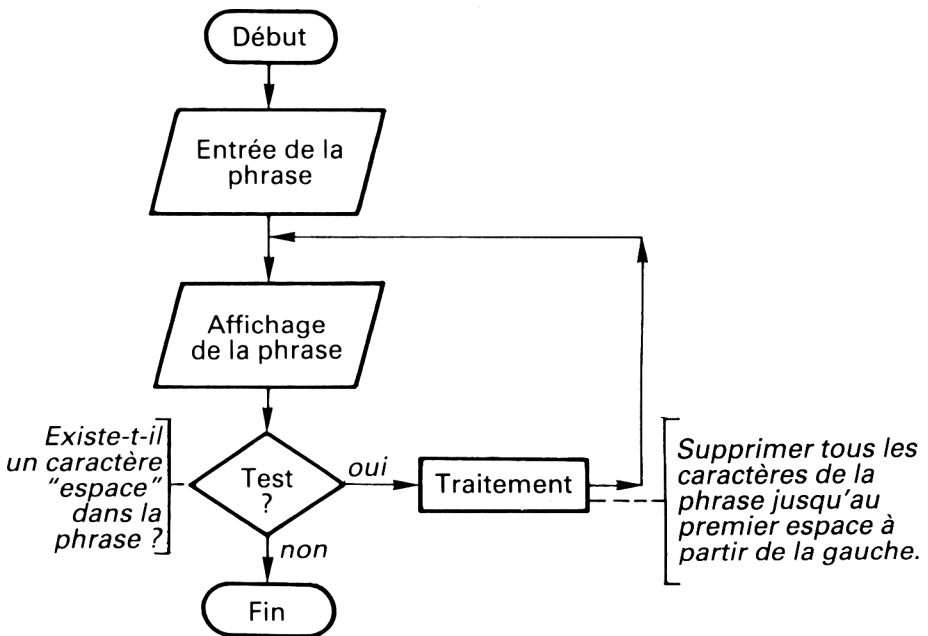 Début
Entrée de la
phrase
Affichage
de la phrase
Existe-t-il
un caractère
“espace”
dans la
phrase ?
Test
?
oui
Traitement
Supprimer tous les
caractères de la
phrase jusqu’au
premier espace à
partir de la gauche.
non
Fin